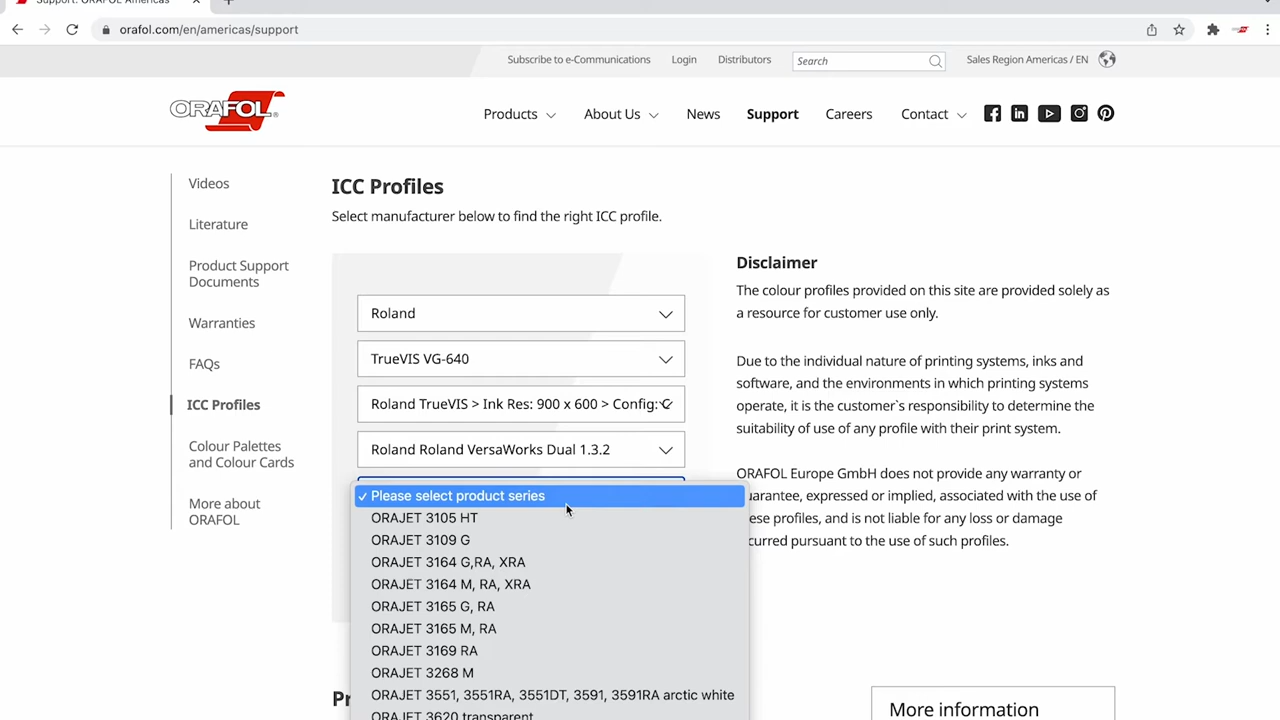 Support: ORAFOL Americas
orafol.com/en/americas/support
Subscribe to e-Communications
Login
Distributors
Search
Sales Region Americas / EN
ORAFOL
Products
About Us
News
Support
Careers
Contact
Videos
Literature
Product Support
Documents
Warranties
FAQs
ICC Profiles
Colour Palettes
and Colour Cards
More about
ORAFOL
ICC Profiles
Select manufacturer below to find the right ICC profile.
Roland
TrueVIS VG-640
Roland TrueVIS > Ink Res: 900 x 600 > Config: C
Roland Roland VersaWorks Dual 1.3.2
✓ Please select product series
ORAJET 3105 HT
ORAJET 3109 G
ORAJET 3164 G,RA, XRA
ORAJET 3164 M, RA, XRA
ORAJET 3165 G, RA
ORAJET 3165 M, RA
ORAJET 3169 RA
ORAJET 3268 M
ORAJET 3551, 3551RA, 3551DT, 3591, 3591RA arctic white
ORAJET 3620 transparent
Disclaimer
The colour profiles provided on this site are provided solely as
a resource for customer use only.
Due to the individual nature of printing systems, inks and
software, and the environments in which printing systems
operate, it is the customer`s responsibility to determine the
suitability of use of any profile with their print system.
ORAFOL Europe GmbH does not provide any warranty or
guarantee, expressed or implied, associated with the use of
these profiles, and is not liable for any loss or damage
occurred pursuant to the use of such profiles.
Pr
More information